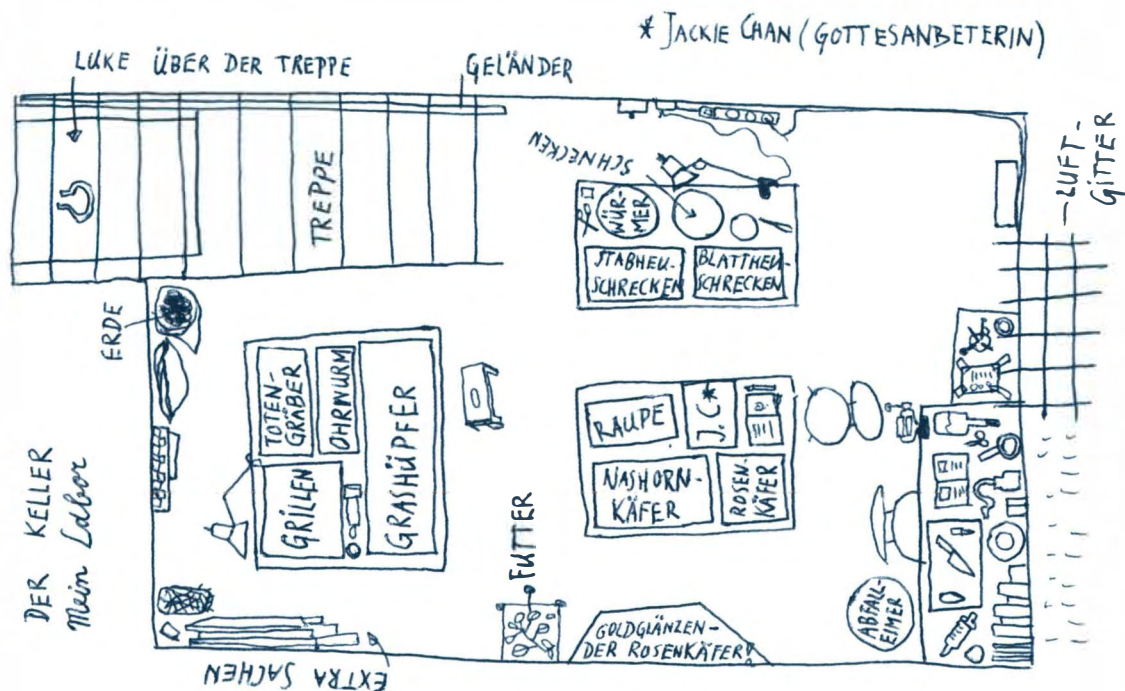 * JACKIE CHAN (GOTTESANBETERIN)
LUKE ÜBER DER TREPPE
GELÄNDER
LUFT-
GITTER
TREPPE
SCHNECKEN
WÜR-
MER
STABHEU-
SCHRECKEN
BLATTHEU-
SCHRECKEN
ERDE
TOTEN-
GRÄBER
OHRWURM
GRASHÜPFER
GRILLEN
RAUPE
J.C*
NASHORN-
KÄFER
ROSEN-
KÄFER
DER KELLER
Mein Labor
FUTTER
ABFALL-
EIMER
GOLDGLÄNZEN-
DER ROSENKÄFER!
EXTRA SACHEN